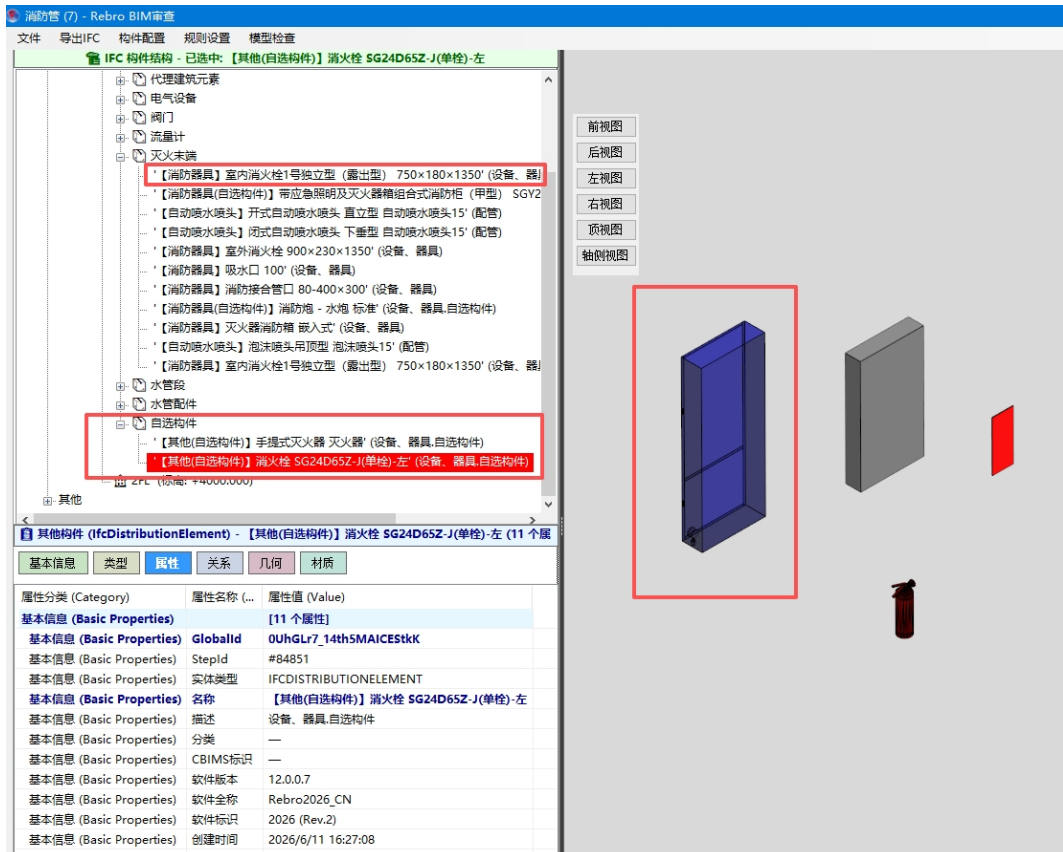 消防管 (7) - Rebro BIM审查
文件 导出IFC 构件配置 规则设置 模型检查
IFC 构件结构 - 已选中: 【其他(自选构件)】消火栓 SG24D65Z-J(单栓)-左
代理建筑元素
电气设备
阀门
流量计
灭火末端
'【消防器具】室内消火栓1号独立型（露出型） 750×180×1350' (设备、器
'【消防器具(自选构件)】带应急照明及灭火器箱组合式消防柜（甲型） SGY2
'【自动喷水喷头】开式自动喷水喷头 直立型 自动喷水喷头15' (配管)
'【自动喷水喷头】闭式自动喷水喷头 下垂型 自动喷水喷头15' (配管)
'【消防器具】室外消火栓 900×230×1350' (设备、器具)
'【消防器具】吸水口 100' (设备、器具)
'【消防器具】消防接合管口 80-400×300' (设备、器具)
'【消防器具(自选构件)】消防炮 - 水炮 标准' (设备、器具.自选构件)
'【消防器具】灭火器消防箱 嵌入式' (设备、器具)
'【自动喷水喷头】泡沫喷头吊顶型 泡沫喷头15' (配管)
'【消防器具】室内消火栓1号独立型（露出型） 750×180×1350' (设备、器
水管段
水管配件
自选构件
'【其他(自选构件)】手提式灭火器 灭火器' (设备、器具.自选构件)
'【其他(自选构件)】消火栓 SG24D65Z-J(单栓)-左' (设备、器具.自选构件)
2FL (标高: +4000.000)
其他
前视图
后视图
左视图
右视图
顶视图
轴侧视图
其他构件 (IfcDistributionElement) - 【其他(自选构件)】消火栓 SG24D65Z-J(单栓)-左 (11 个属
基本信息 类型 属性 关系 几何 材质
属性分类 (Category) 属性名称 (... 属性值 (Value)
基本信息 (Basic Properties) [11 个属性]
基本信息 (Basic Properties) GlobalId 0UhGLr7_14th5MAICEStkK
基本信息 (Basic Properties) StepId #84851
基本信息 (Basic Properties) 实体类型 IFCDISTRIBUTIONELEMENT
基本信息 (Basic Properties) 名称 【其他(自选构件)】消火栓 SG24D65Z-J(单栓)-左
基本信息 (Basic Properties) 描述 设备、器具.自选构件
基本信息 (Basic Properties) 分类 —
基本信息 (Basic Properties) CBIMS标识 —
基本信息 (Basic Properties) 软件版本 12.0.0.7
基本信息 (Basic Properties) 软件全称 Rebro2026_CN
基本信息 (Basic Properties) 软件标识 2026 (Rev.2)
基本信息 (Basic Properties) 创建时间 2026/6/11 16:27:08